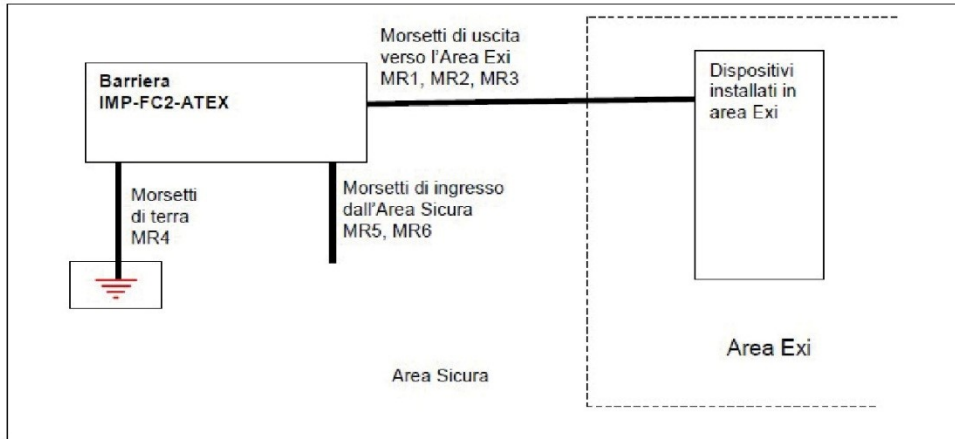 Morsetti di uscita
verso l'Area Exi
MR1, MR2, MR3
Barriera
IMP-FC2-ATEX
Dispositivi
installati in
area Exi
Morsetti
di terra
MR4
Morsetti di ingresso
dall'Area Sicura
MR5, MR6
Area Exi
Area Sicura